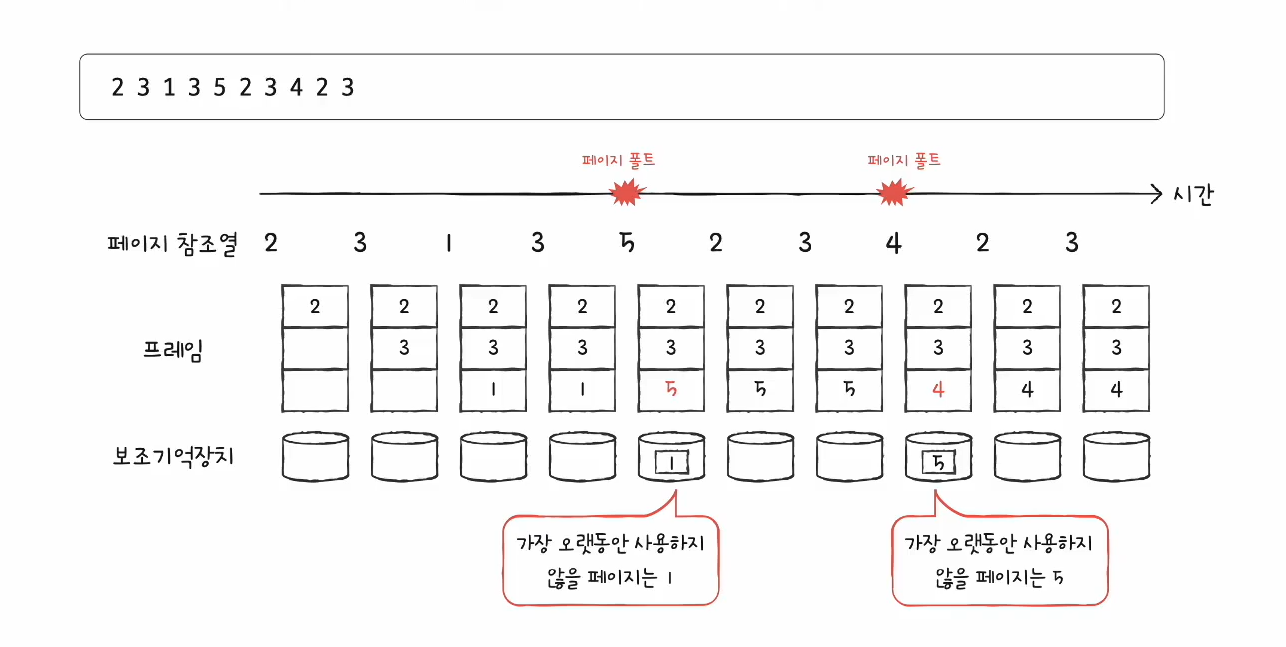 2 3 1 3 5 2 3 4 2 3
페이지 폴트 페이지 폴트
시간
페이지 참조열 2 3 1 3 5 2 3 4 2 3
2 2 2 2 2 2 2 2 2 2
프레임 3 3 3 3 3 3 3 3 3
1 1 5 5 5 4 4 4
보조기억장치 1 5
가장 오랫동안 사용하지
않을 페이지는 1
가장 오랫동안 사용하지
않을 페이지는 5